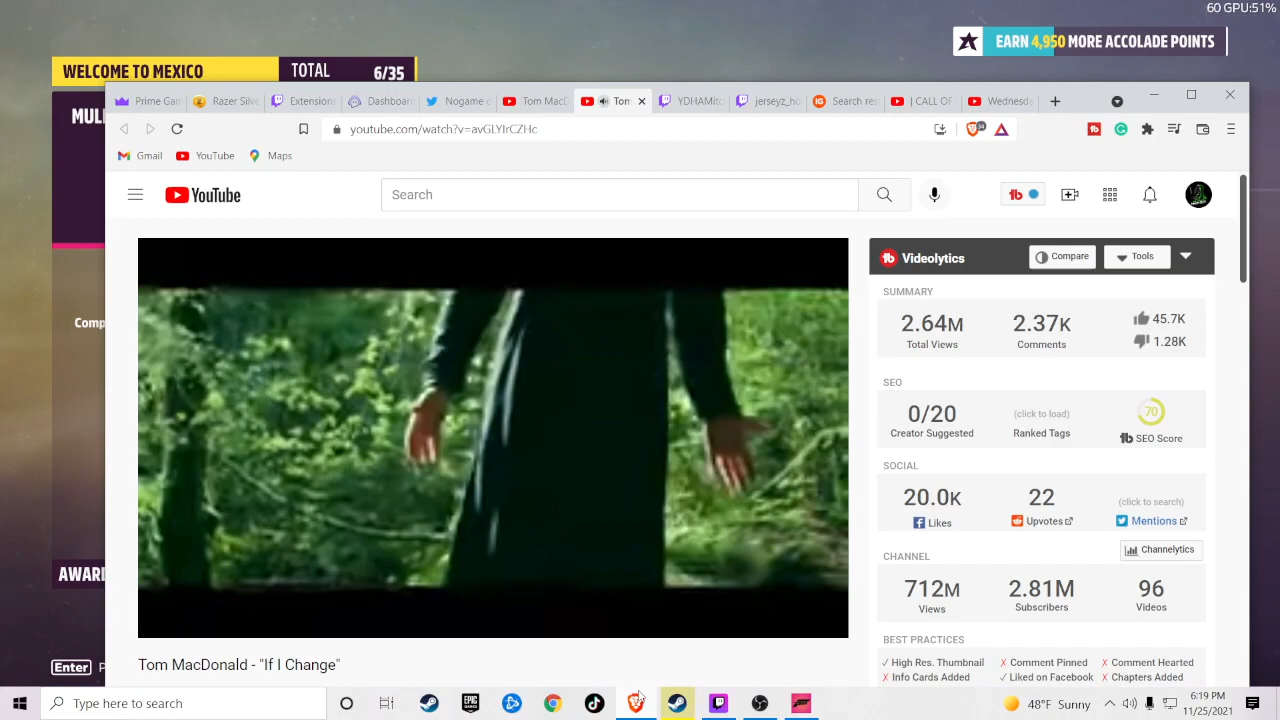 60 GPU:51%
EARN 4,950 MORE ACCOLADE POINTS
WELCOME TO MEXICO TOTAL 6/35
MUL
Prime Gam Razer Silve Extensions Dashboar Twitter Nogame o Tom MacD Tom YDHAMito jerseyz_ho Search res | CALL OF Wednesda
youtube.com/watch?v=avGLYIrCZHc
Gmail YouTube Maps
YouTube Search
Videolytics Compare Tools
SUMMARY
2.64M 2.37K 45.7K
Total Views Comments 1.28K
SEO
0/20 (click to load) 70
Creator Suggested Ranked Tags SEO Score
SOCIAL
20.0K 22 (click to search)
Likes Upvotes Mentions
CHANNEL Channelytics
712M 2.81M 96
Views Subscribers Videos
BEST PRACTICES
✓ High Res. Thumbnail ✗ Comment Pinned ✗ Comment Hearted
✗ Info Cards Added ✓ Liked on Facebook ✗ Chapters Added
Comp
AWARD
Enter P
Tom MacDonald - "If I Change"
Type here to search
48°F Sunny
6:19 PM
11/25/2021